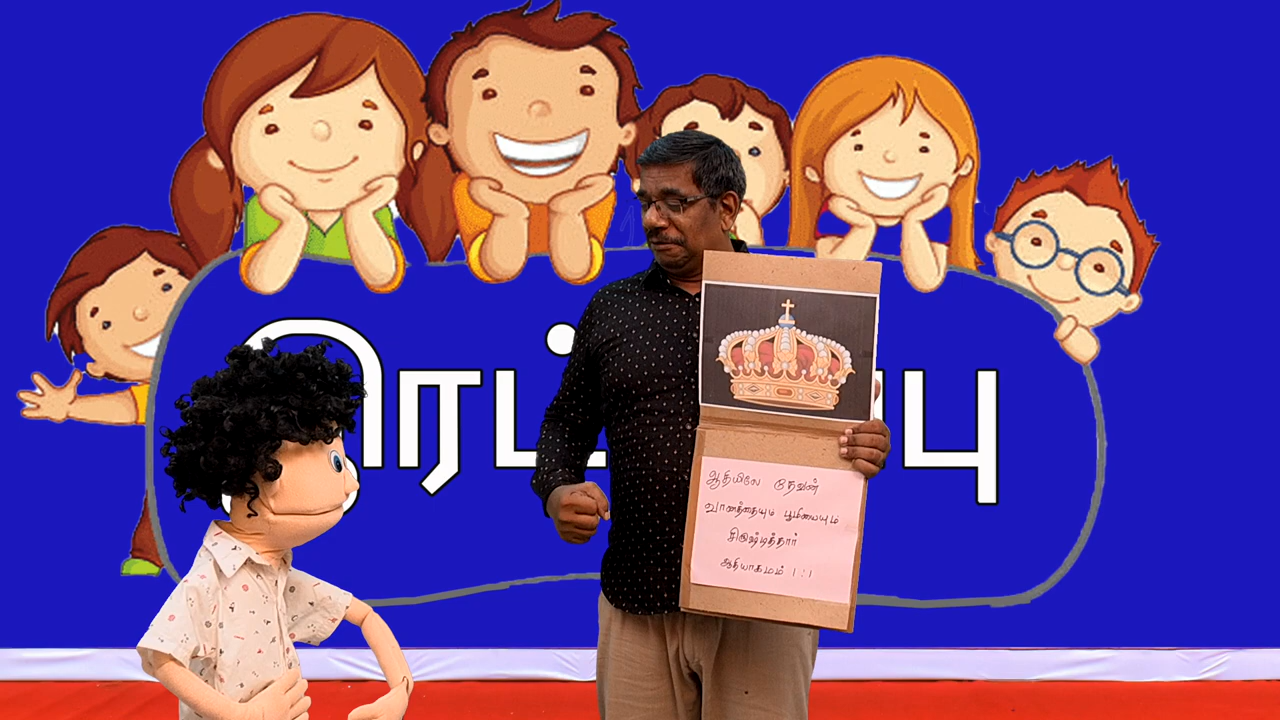 ஆதியிலே தேவன்
வானத்தையும் பூமியையும்
சிருஷ்டித்தார்
ஆதியாகமம் 1:1